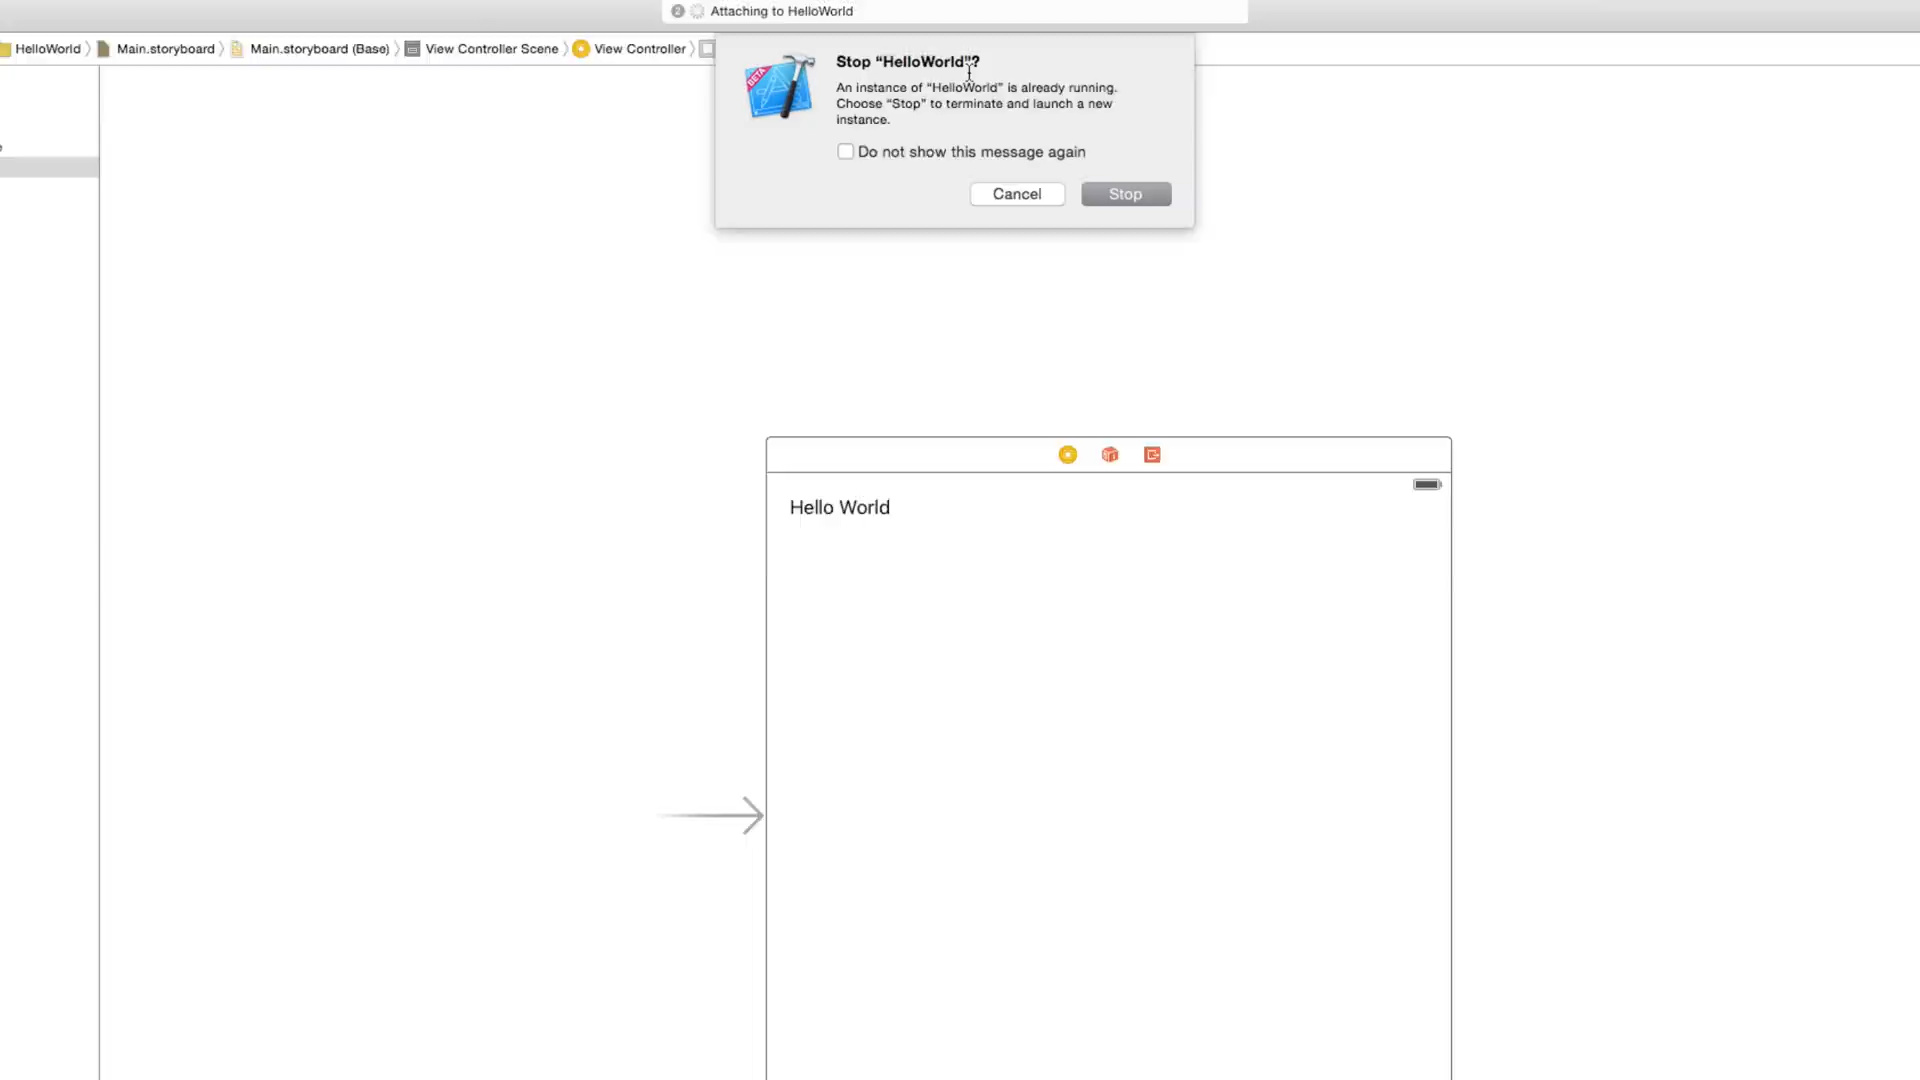 2 Attaching to HelloWorld
HelloWorld Main.storyboard Main.storyboard (Base) View Controller Scene View Controller
BETA
Stop “HelloWorld”?
An instance of “HelloWorld” is already running.
Choose “Stop” to terminate and launch a new
instance.
Do not show this message again
Cancel Stop
Hello World